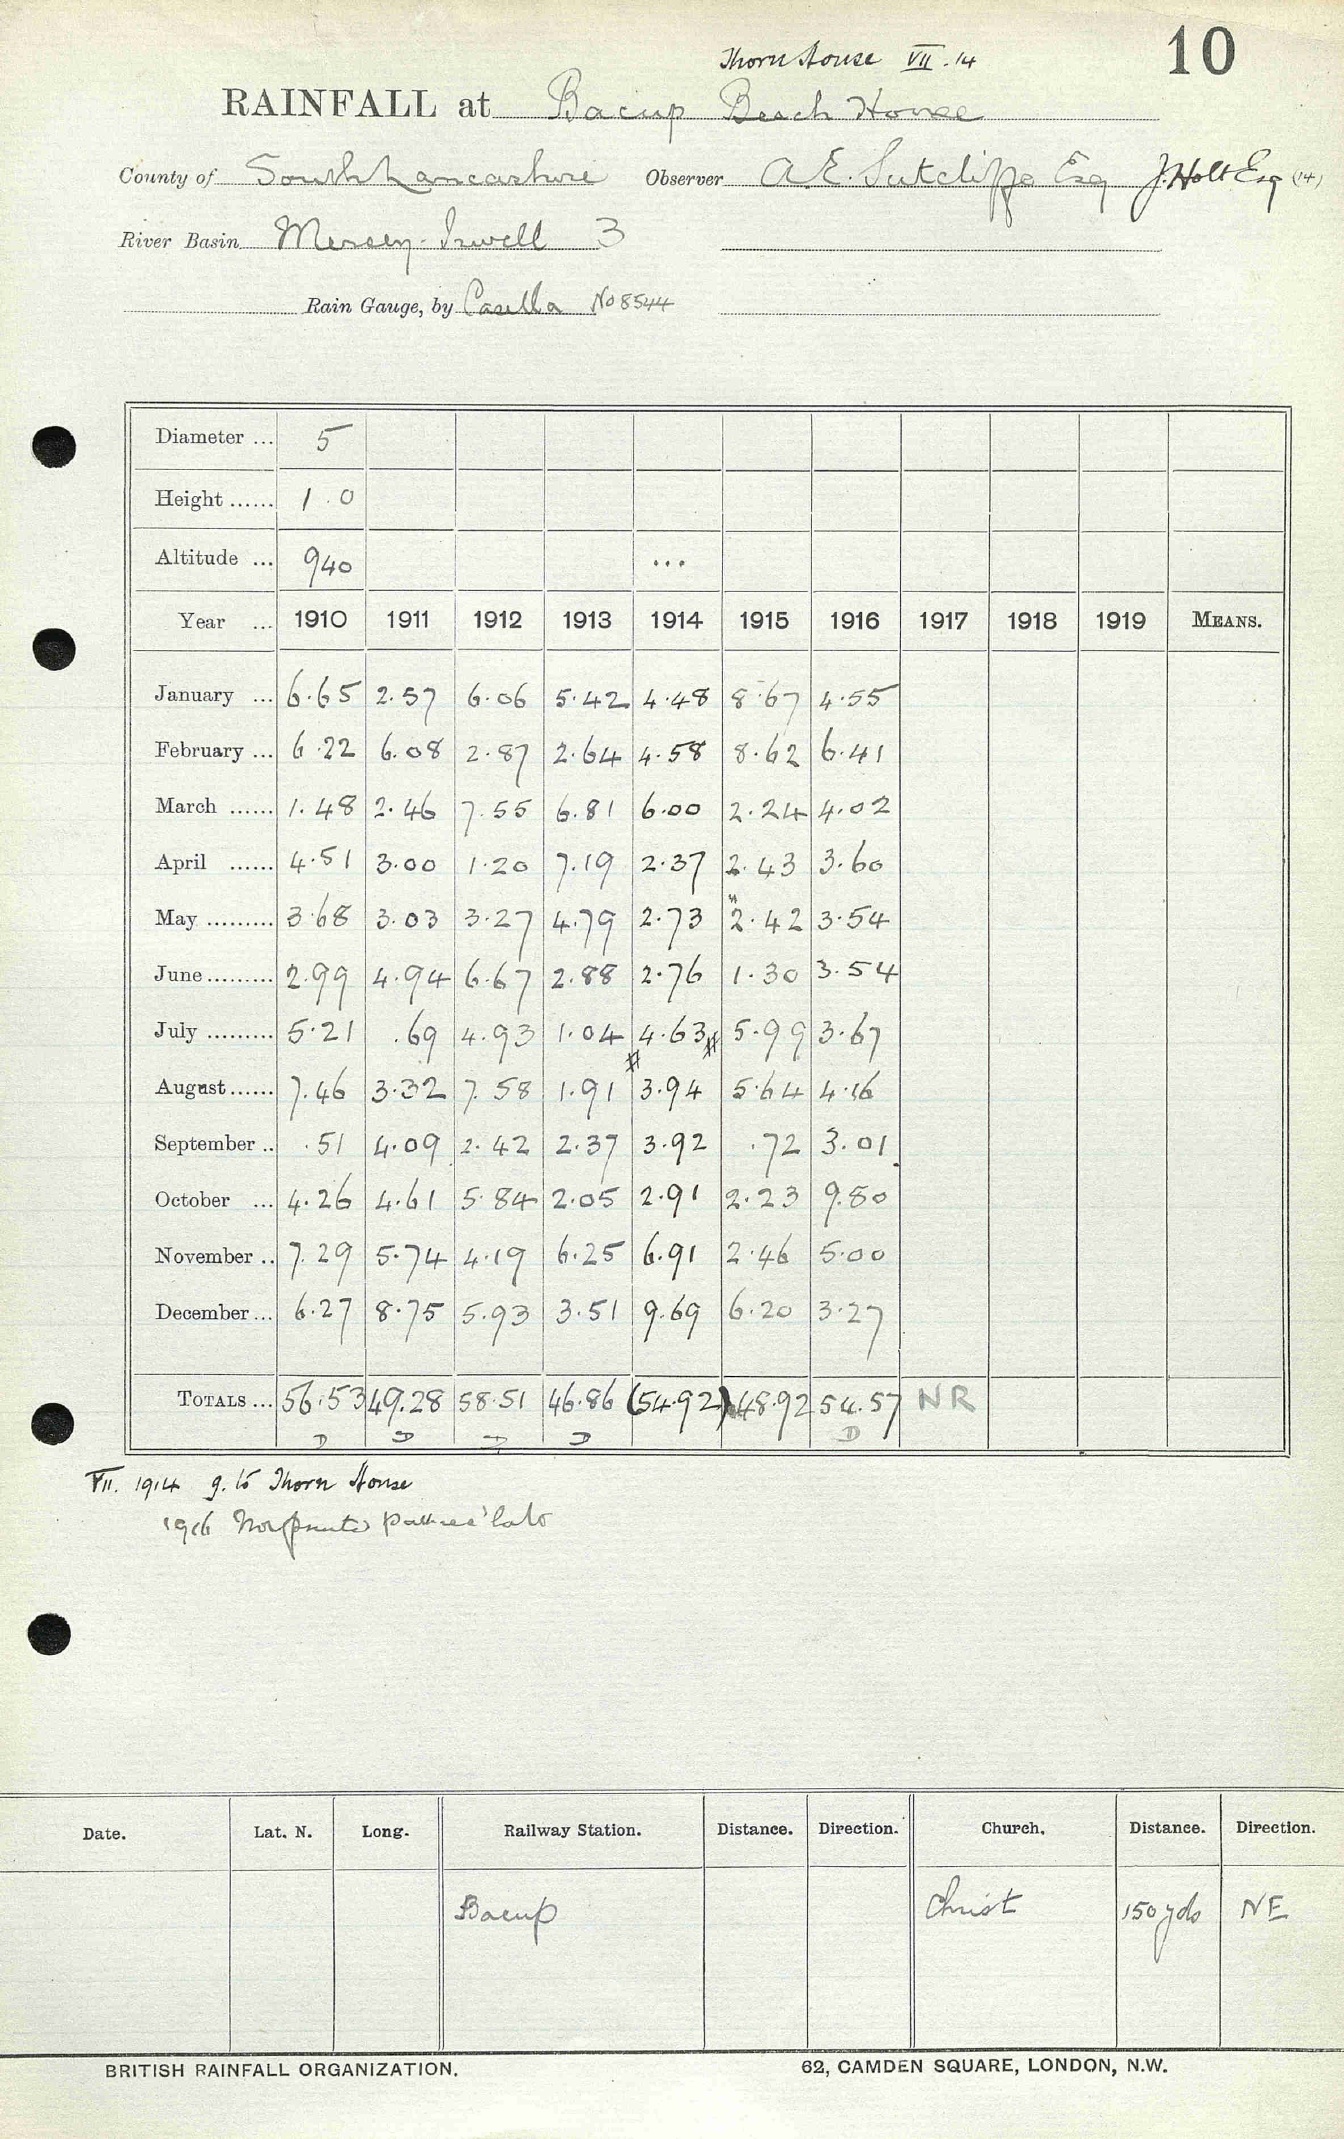 10
Thorn House VII .14
RAINFALL at Bacup Beech House
County of South Lancashire Observer A.E. Sutcliffe Esq J. Holt Esq (14)
River Basin Mersey-Irwell 3
Rain Gauge, by Casella No 8544
Diameter ... 5
Height ...... 1.0
Altitude ... 940 ...
Year ... 1910 1911 1912 1913 1914 1915 1916 1917 1918 1919 MEANS.
January ... 6.65 2.57 6.06 5.42 4.48 8.67 4.55
February ... 6.22 6.08 2.87 2.64 4.58 8.62 6.41
March ...... 1.48 2.46 7.55 6.81 6.00 2.24 4.02
April ...... 4.51 3.00 1.20 7.19 2.37 2.43 3.60
May ......... 3.68 3.03 3.27 4.79 2.73 2.42 3.54
June ......... 2.99 4.94 6.67 2.88 2.76 1.30 3.54
July ......... 5.21 .69 4.93 1.04 4.63 # 5.99 3.67
August ...... 7.46 3.32 7.58 1.91 # 3.94 5.64 4.16
September .. .51 4.09 2.42 2.37 3.92 .72 3.01
October ... 4.26 4.61 5.84 2.05 2.91 2.23 9.80
November .. 7.29 5.74 4.19 6.25 6.91 2.46 5.00
December ... 6.27 8.75 5.93 3.51 9.69 6.20 3.27
TOTALS ... 56.53 49.28 58.51 46.86 (54.92) 48.92 54.57 NR
D D D D D
VII. 1914 g. to Thorn House
1916
Date. Lat. N. Long. Railway Station. Distance. Direction. Church. Distance. Direction.
Bacup Christ 150 yds NE
BRITISH RAINFALL ORGANIZATION. 62, CAMDEN SQUARE, LONDON, N.W.